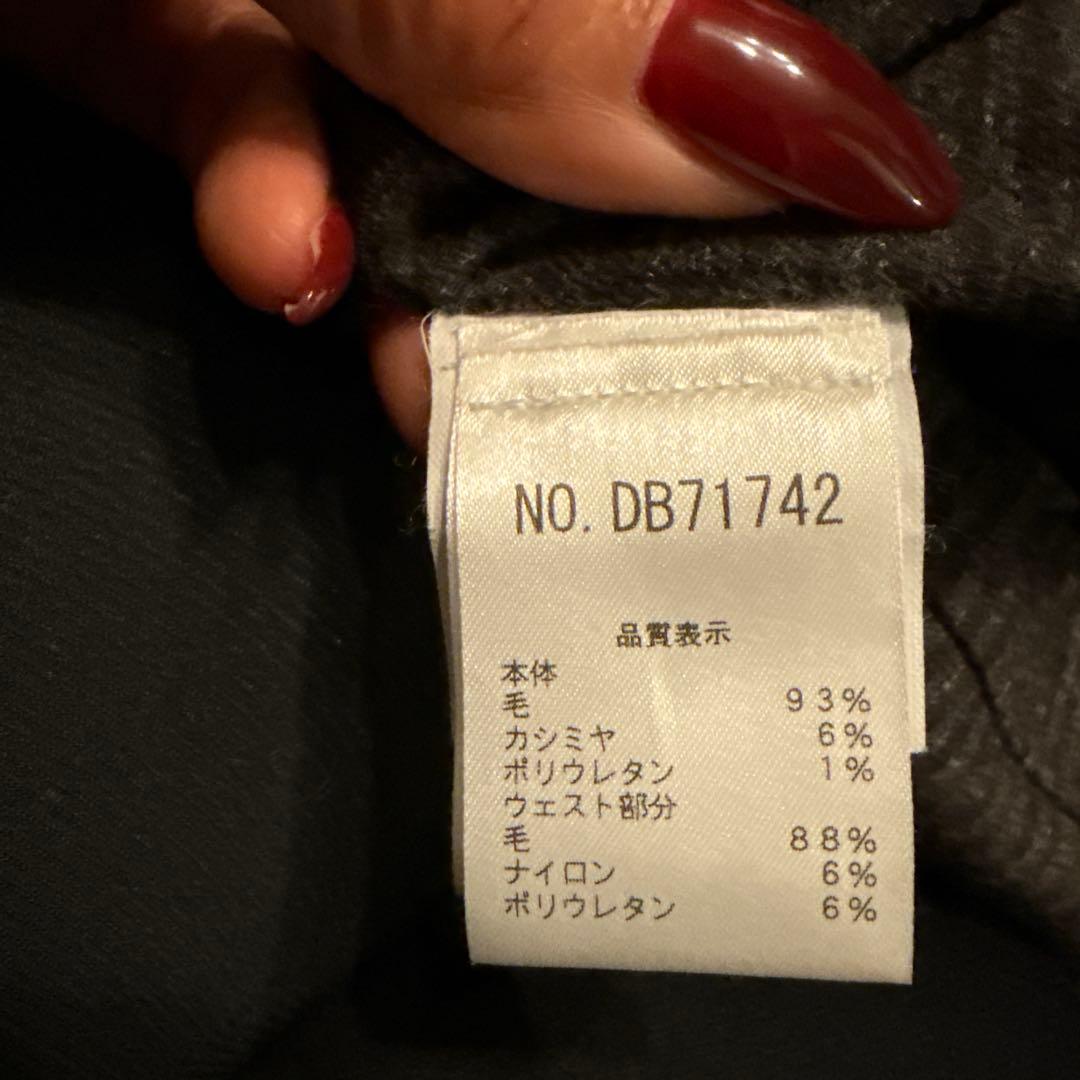 NO. DB71742
品質表示
本体
毛 93%
カシミヤ 6%
ポリウレタン 1%
ウェスト部分
毛 88%
ナイロン 6%
ポリウレタン 6%